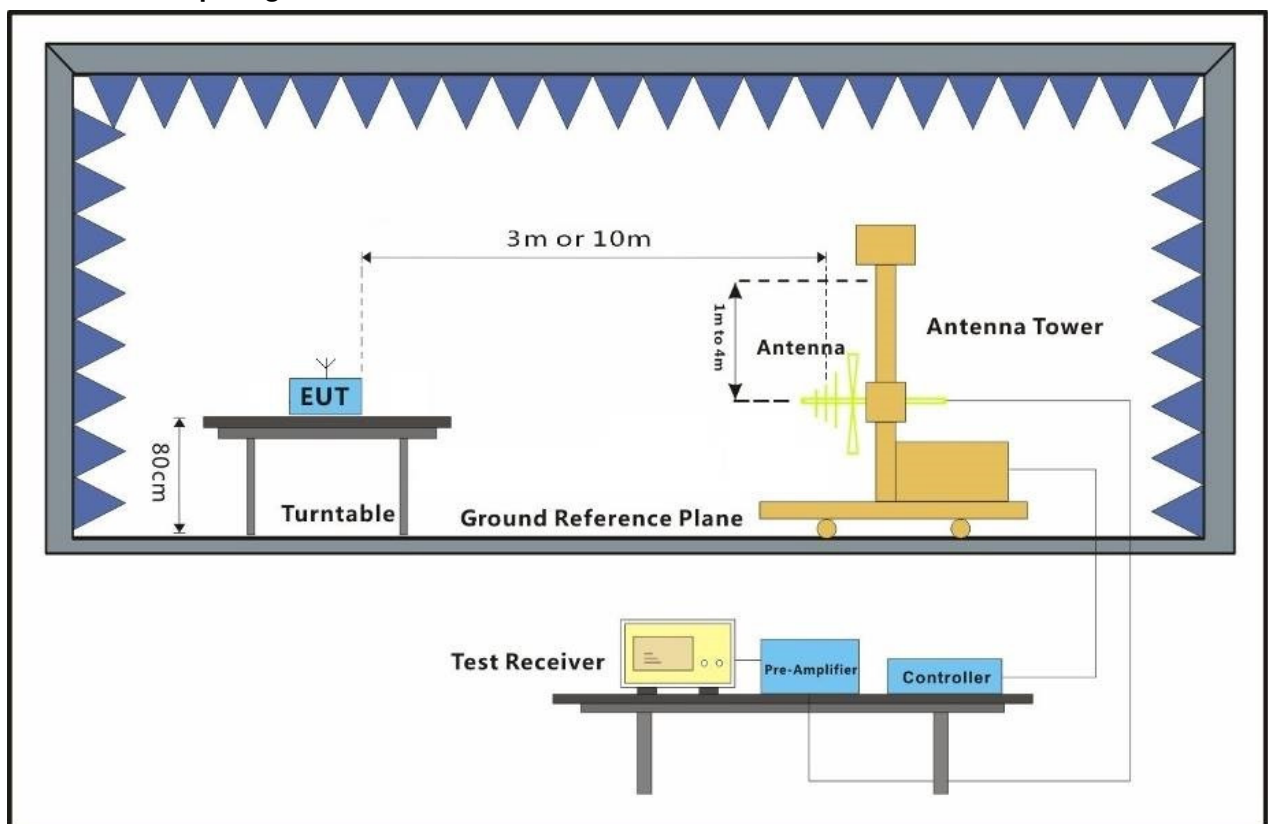 3m or 10m
1m to 4m
Antenna Tower
Antenna
EUT
80cm
Turntable
Ground Reference Plane
Test Receiver
Pre-Amplifier
Controller